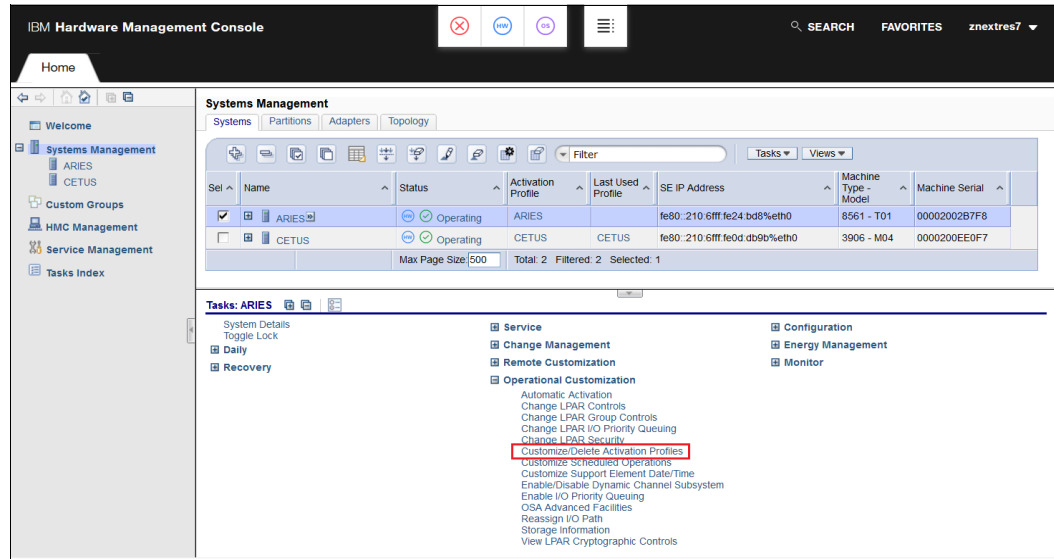 IBM Hardware Management Console
HW
OS
SEARCH
FAVORITES
znextres7
Home
Welcome
Systems Management
ARIES
CETUS
Custom Groups
HMC Management
Service Management
Tasks Index
Systems Management
Systems Partitions Adapters Topology
Filter
Tasks Views
Sel Name Status Activation Profile Last Used Profile SE IP Address Machine Type - Model Machine Serial
ARIES HW Operating ARIES fe80::210:6fff:fe24:bd8%eth0 8561 - T01 00002002B7F8
CETUS HW Operating CETUS CETUS fe80::210:6fff:fe0d:db9b%eth0 3906 - M04 0000200EE0F7
Max Page Size: 500 Total: 2 Filtered: 2 Selected: 1
Tasks: ARIES
System Details
Toggle Lock
Daily
Recovery
Service
Change Management
Remote Customization
Operational Customization
Automatic Activation
Change LPAR Controls
Change LPAR Group Controls
Change LPAR I/O Priority Queuing
Change LPAR Security
Customize/Delete Activation Profiles
Customize Scheduled Operations
Customize Support Element Date/Time
Enable/Disable Dynamic Channel Subsystem
Enable I/O Priority Queuing
OSA Advanced Facilities
Reassign I/O Path
Storage Information
View LPAR Cryptographic Controls
Configuration
Energy Management
Monitor